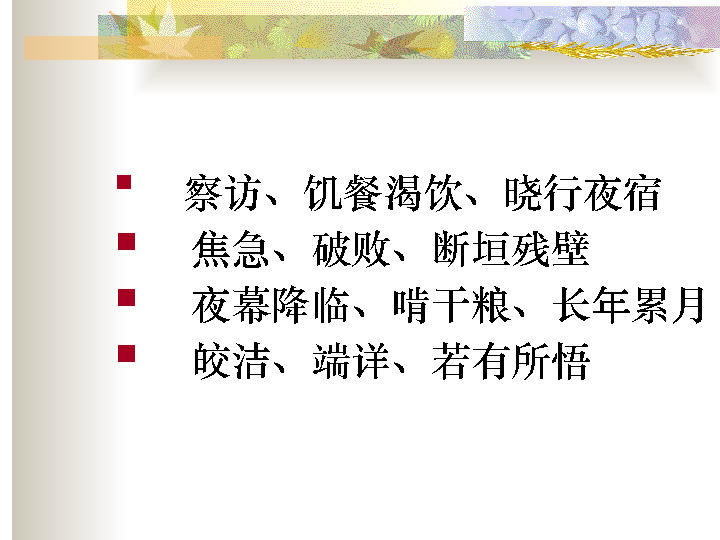 察访、饥餐渴饮、晓行夜宿
焦急、破败、断垣残壁
夜幕降临、啃干粮、长年累月
皎洁、端详、若有所悟